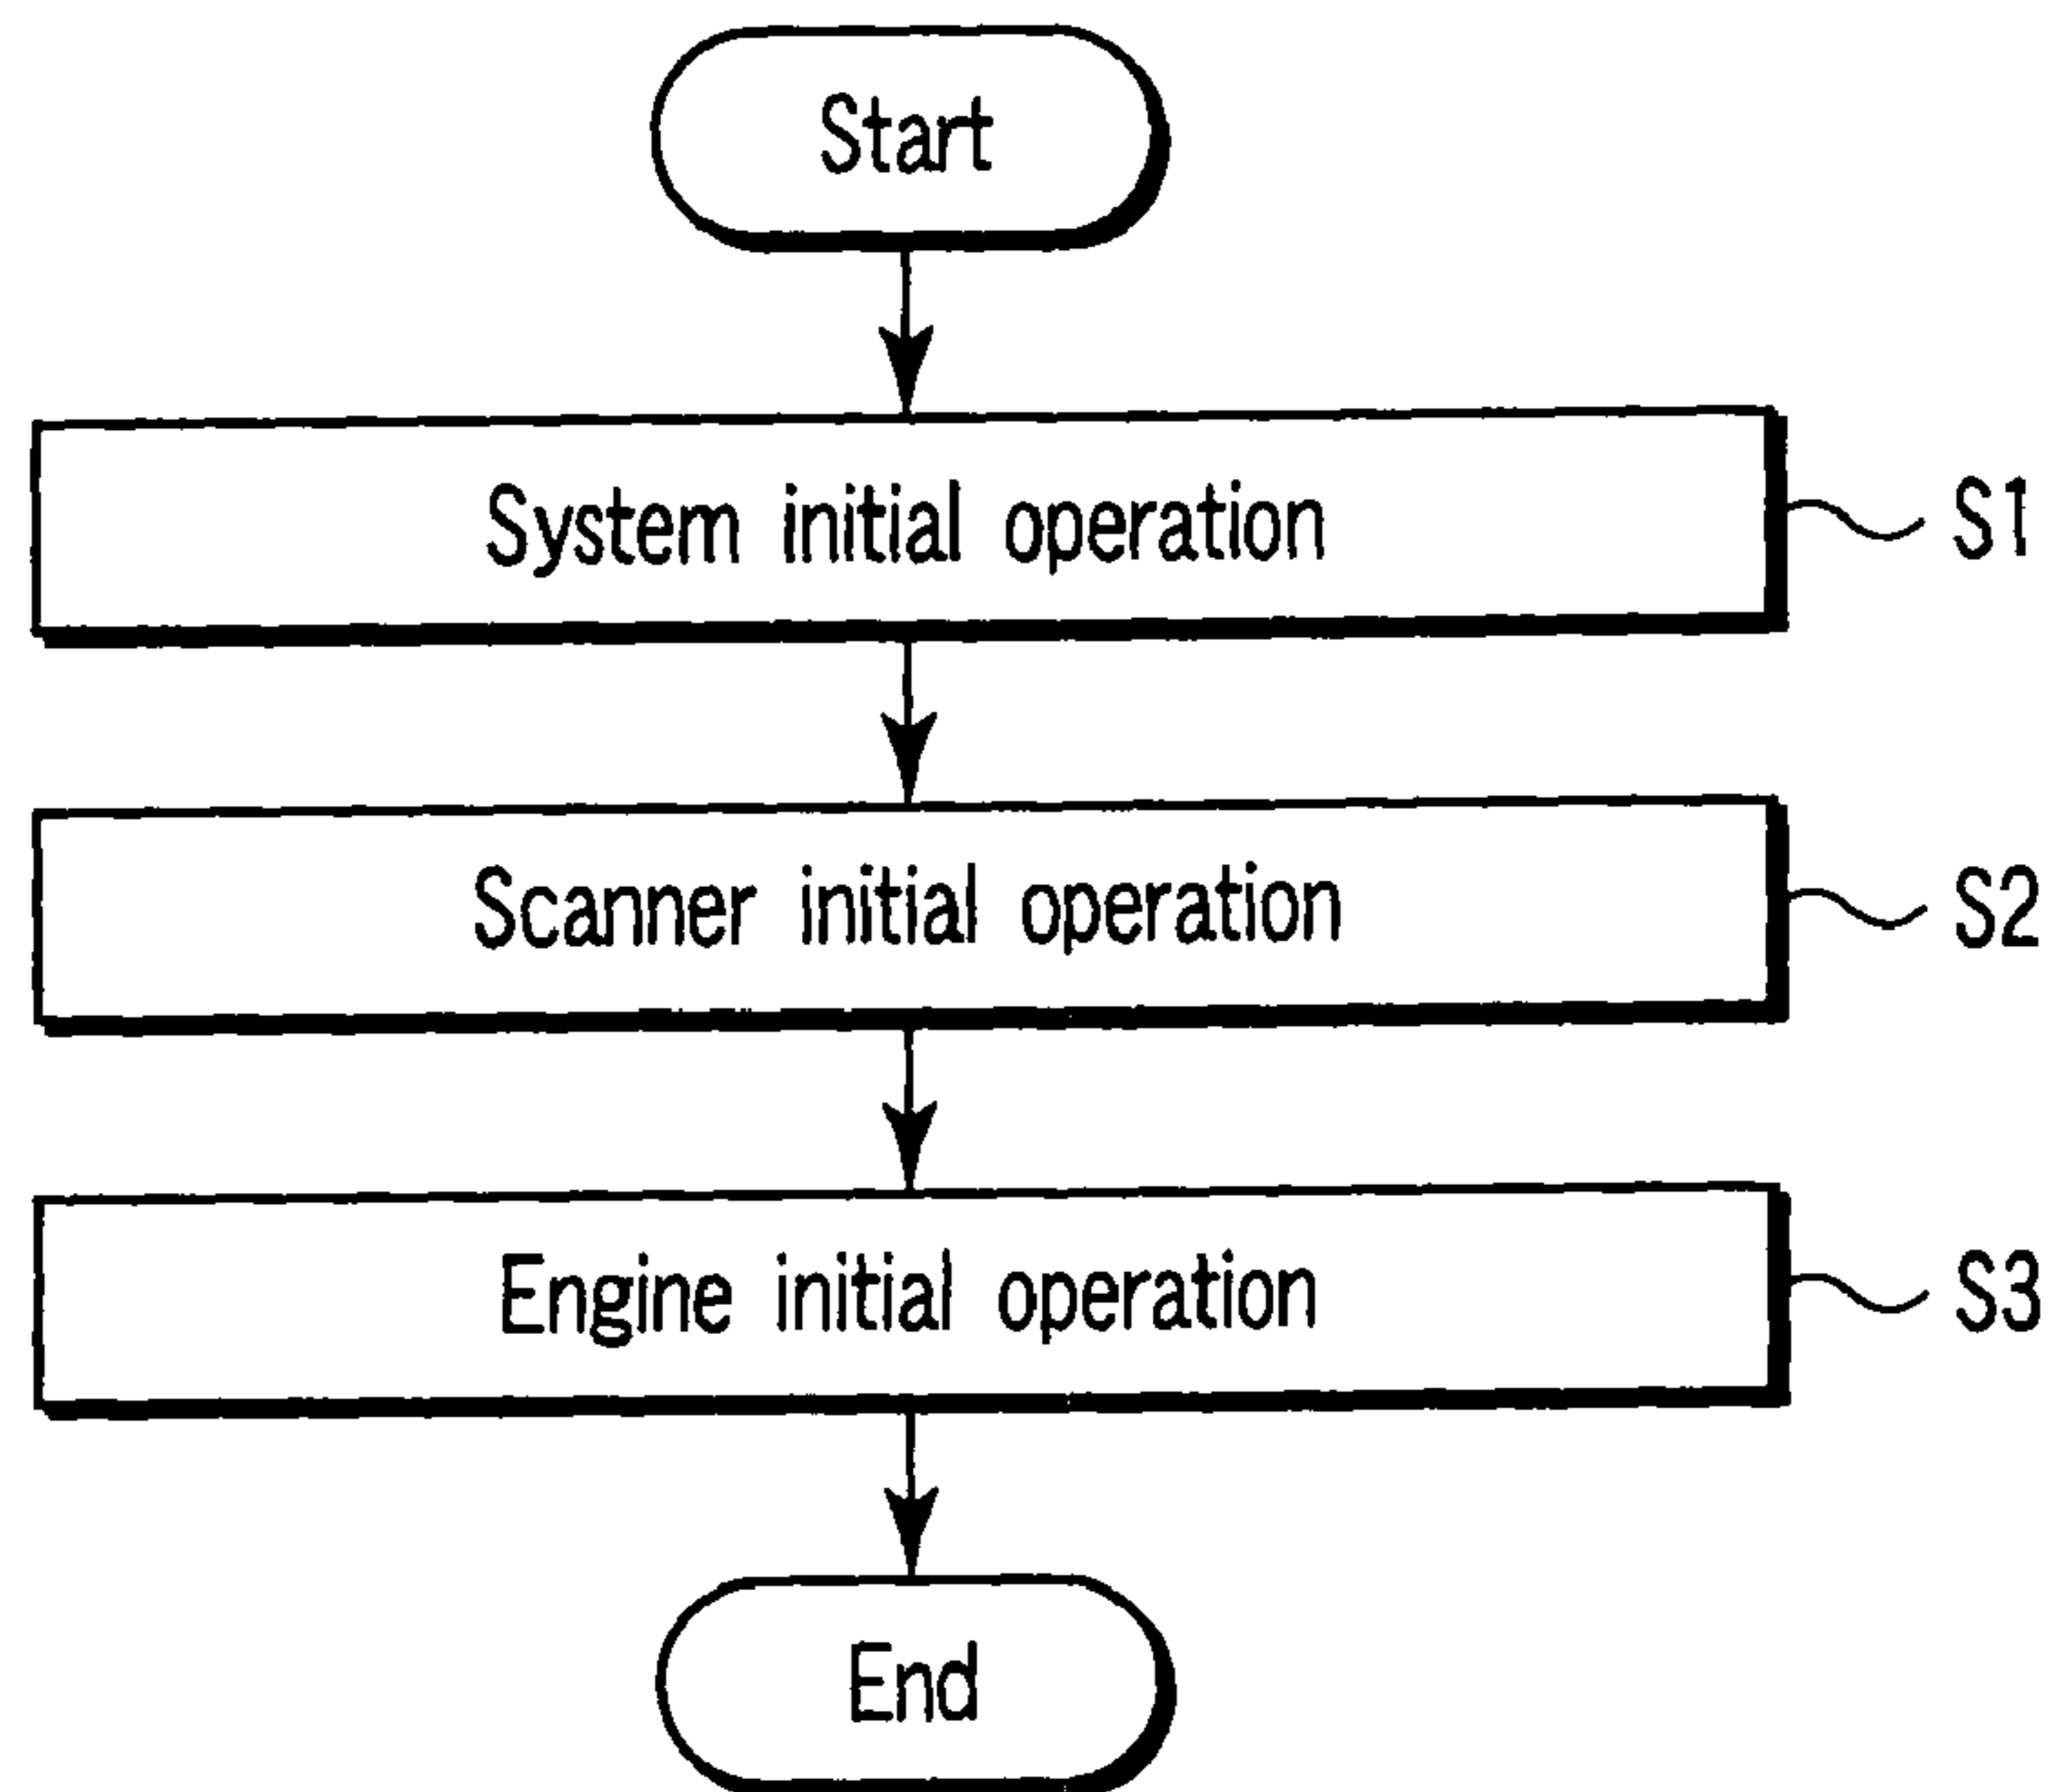 Start
System initial operation S1
Scanner initial operation S2
Engine initial operation S3
End